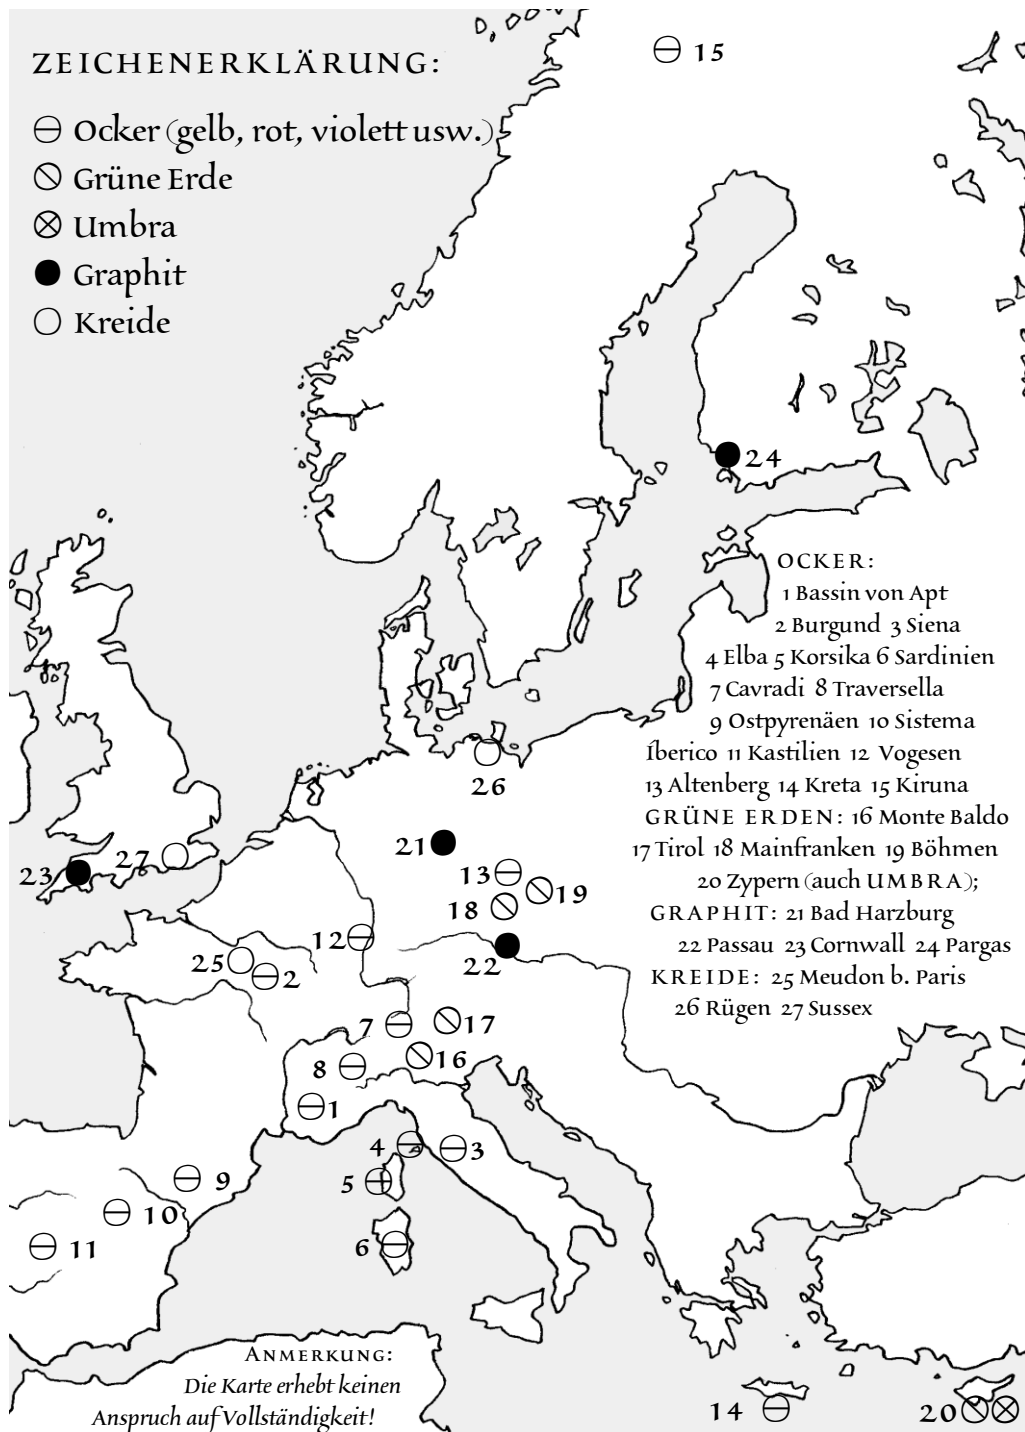 ZEICHENERKLÄRUNG:
Ocker (gelb, rot, violett usw.)
Grüne Erde
Umbra
Graphit
Kreide
15
24
OCKER:
1 Bassin von Apt
2 Burgund 3 Siena
4 Elba 5 Korsika 6 Sardinien
7 Cavradi 8 Traversella
9 Ostpyrenäen 10 Sistema
Iberico 11 Kastilien 12 Vogesen
13 Altenberg 14 Kreta 15 Kiruna
GRÜNE ERDEN: 16 Monte Baldo
17 Tirol 18 Mainfranken 19 Böhmen
20 Zypern (auch UMBRA);
GRAPHIT: 21 Bad Harzburg
22 Passau 23 Cornwall 24 Pargas
KREIDE: 25 Meudon b. Paris
26 Rügen 27 Sussex
26
21
27
23
13
19
18
12
22
25
2
7
17
16
8
1
4
3
5
9
10
6
11
14
20
ANMERKUNG:
Die Karte erhebt keinen
Anspruch auf Vollständigkeit!